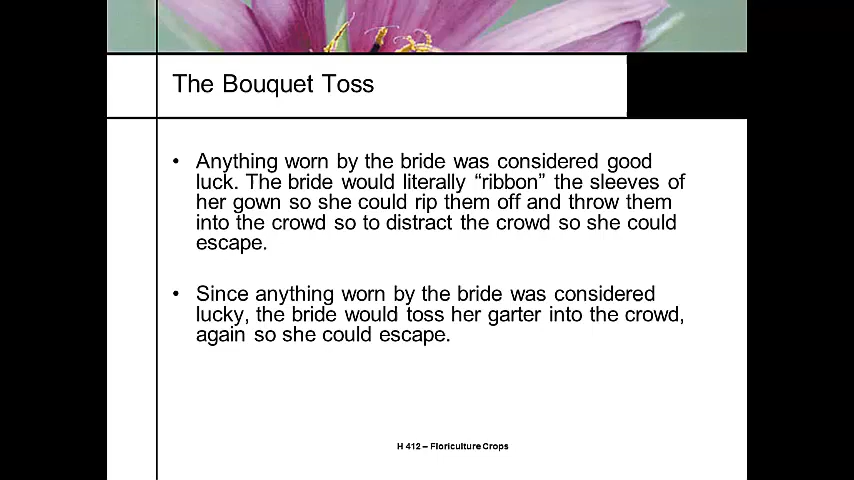 The Bouquet Toss
• Anything worn by the bride was considered good
luck. The bride would literally “ribbon” the sleeves of
her gown so she could rip them off and throw them
into the crowd so to distract the crowd so she could
escape.
• Since anything worn by the bride was considered
lucky, the bride would toss her garter into the crowd,
again so she could escape.
H 412 – Floriculture Crops